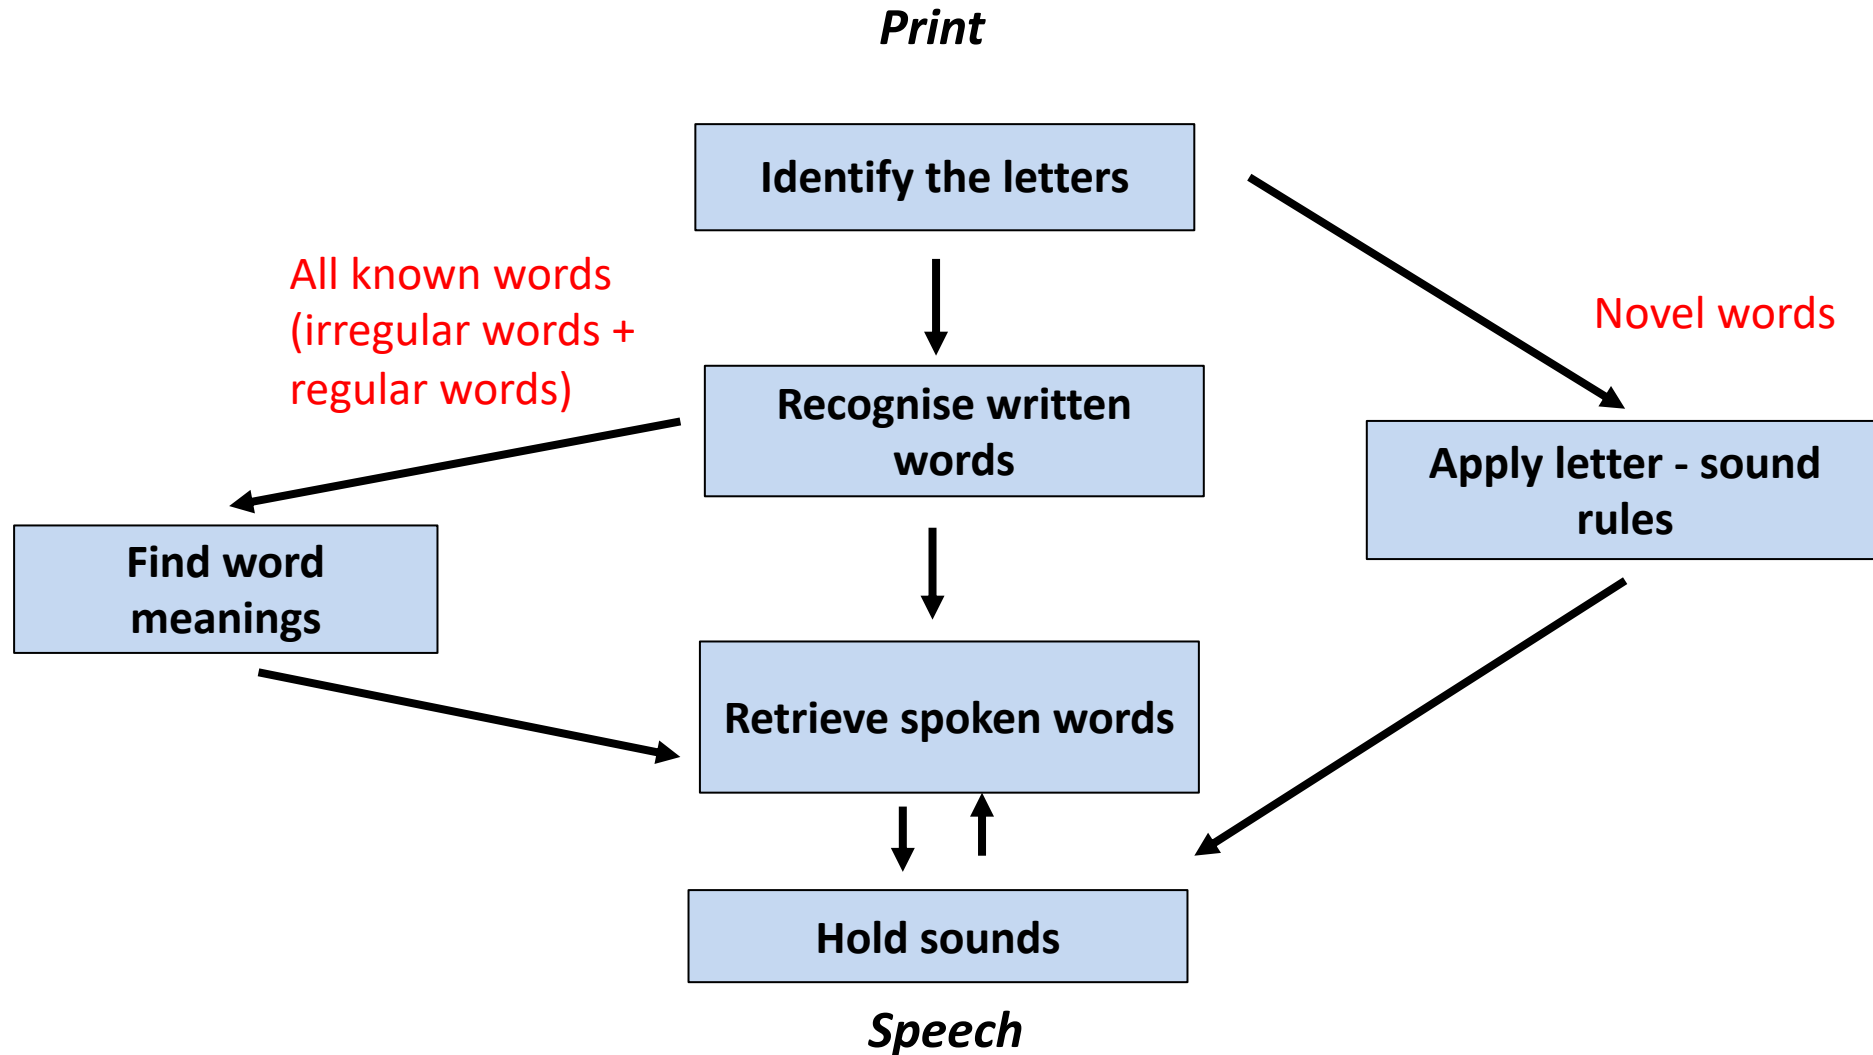 Print
Identify the letters
All known words
(irregular words +
regular words)
Novel words
Recognise written
words
Apply letter - sound
rules
Find word
meanings
Retrieve spoken words
Hold sounds
Speech